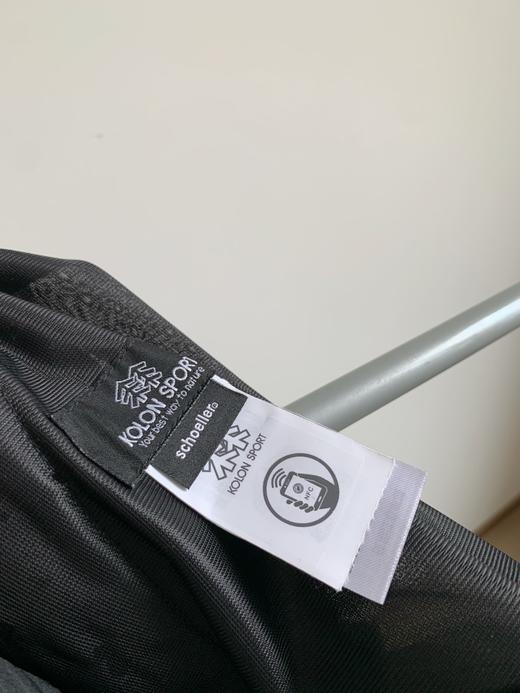 KOLON SPORT
Your best way to nature
schoeller®
KOLON SPORT
NFC